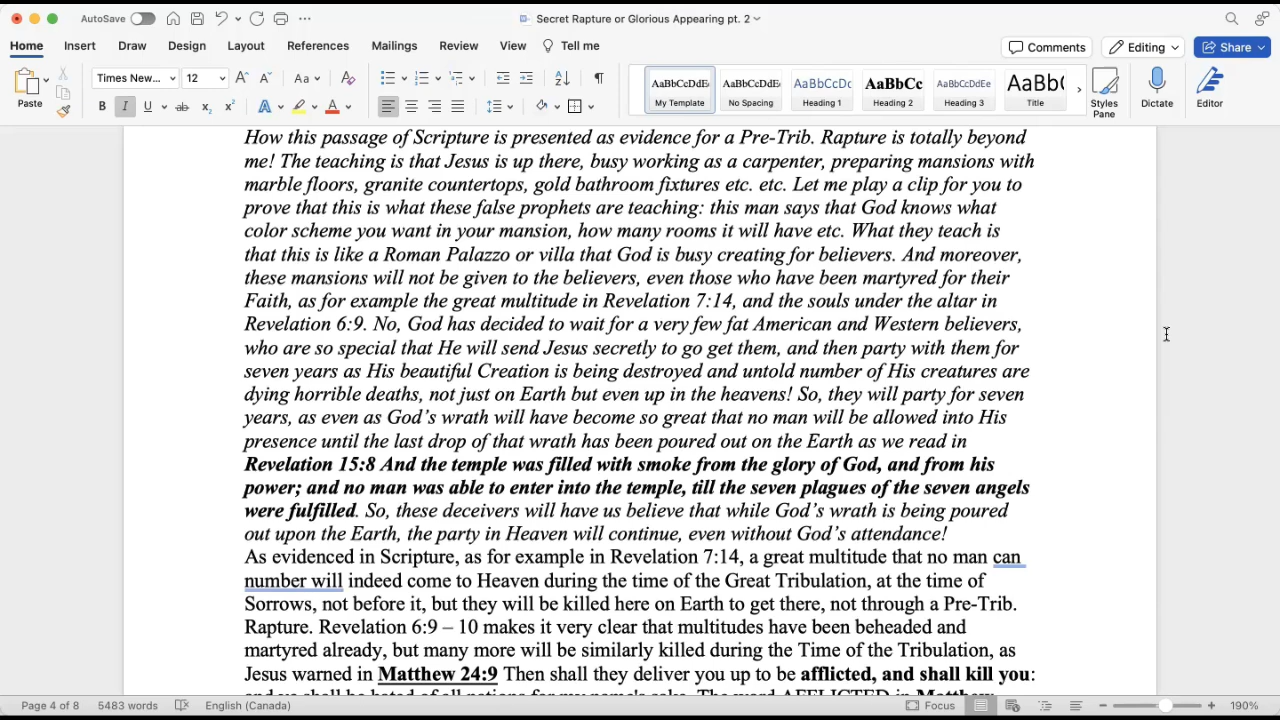 AutoSave
Secret Rapture or Glorious Appearing pt. 2
Home Insert Draw Design Layout References Mailings Review View Tell me Comments Editing Share
Paste
Times New... 12 Aa
B I U ab x₂ x² A A
AaBbCcDdE AaBbCcDdE AaBbCcDc AaBbCc AaBbCcDdEe AaBb(
My Template No Spacing Heading 1 Heading 2 Heading 3 Title
Styles Pane Dictate Editor
How this passage of Scripture is presented as evidence for a Pre-Trib. Rapture is totally beyond
me! The teaching is that Jesus is up there, busy working as a carpenter, preparing mansions with
marble floors, granite countertops, gold bathroom fixtures etc. etc. Let me play a clip for you to
prove that this is what these false prophets are teaching: this man says that God knows what
color scheme you want in your mansion, how many rooms it will have etc. What they teach is
that this is like a Roman Palazzo or villa that God is busy creating for believers. And moreover,
these mansions will not be given to the believers, even those who have been martyred for their
Faith, as for example the great multitude in Revelation 7:14, and the souls under the altar in
Revelation 6:9. No, God has decided to wait for a very few fat American and Western believers,
who are so special that He will send Jesus secretly to go get them, and then party with them for
seven years as His beautiful Creation is being destroyed and untold number of His creatures are
dying horrible deaths, not just on Earth but even up in the heavens! So, they will party for seven
years, as even as God's wrath will have become so great that no man will be allowed into His
presence until the last drop of that wrath has been poured out on the Earth as we read in
Revelation 15:8 And the temple was filled with smoke from the glory of God, and from his
power; and no man was able to enter into the temple, till the seven plagues of the seven angels
were fulfilled. So, these deceivers will have us believe that while God's wrath is being poured
out upon the Earth, the party in Heaven will continue, even without God's attendance!
As evidenced in Scripture, as for example in Revelation 7:14, a great multitude that no man can
number will indeed come to Heaven during the time of the Great Tribulation, at the time of
Sorrows, not before it, but they will be killed here on Earth to get there, not through a Pre-Trib.
Rapture. Revelation 6:9 – 10 makes it very clear that multitudes have been beheaded and
martyred already, but many more will be similarly killed during the Time of the Tribulation, as
Jesus warned in Matthew 24:9 Then shall they deliver you up to be afflicted, and shall kill you:
and ye shall be hated of all nations for my name's sake. The word AFFLICTED in Matthew
Page 4 of 8 5483 words English (Canada) Focus 190%